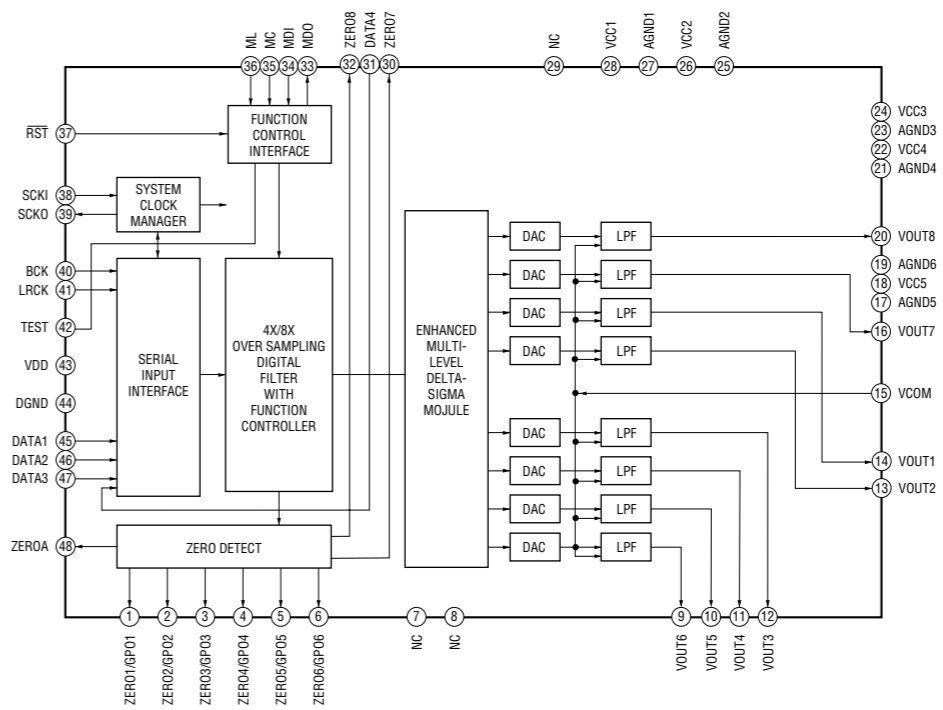 ML
MC
MDI
MDO
ZERO8
DATA4
ZERO7
NC
VCC1
AGND1
VCC2
AGND2
36
35
34
33
32
31
30
29
28
27
26
25
RST
37
FUNCTION
CONTROL
INTERFACE
24
VCC3
23
AGND3
22
VCC4
21
AGND4
SCKI
38
SCKO
39
SYSTEM
CLOCK
MANAGER
BCK
40
LRCK
41
TEST
42
VDD
43
DGND
44
DATA1
45
DATA2
46
DATA3
47
SERIAL
INPUT
INTERFACE
4X/8X
OVER SAMPLING
DIGITAL
FILTER
WITH
FUNCTION
CONTROLLER
ENHANCED
MULTI-
LEVEL
DELTA-
SIGMA
MOJULE
DAC
LPF
DAC
LPF
DAC
LPF
DAC
LPF
DAC
LPF
DAC
LPF
DAC
LPF
DAC
LPF
20
VOUT8
19
AGND6
18
VCC5
17
AGND5
16
VOUT7
15
VCOM
14
VOUT1
13
VOUT2
ZEROA
48
ZERO DETECT
1
2
3
4
5
6
7
8
9
10
11
12
ZERO1/GPO1
ZERO2/GPO2
ZERO3/GPO3
ZERO4/GPO4
ZERO5/GPO5
ZERO6/GPO6
NC
NC
VOUT6
VOUT5
VOUT4
VOUT3